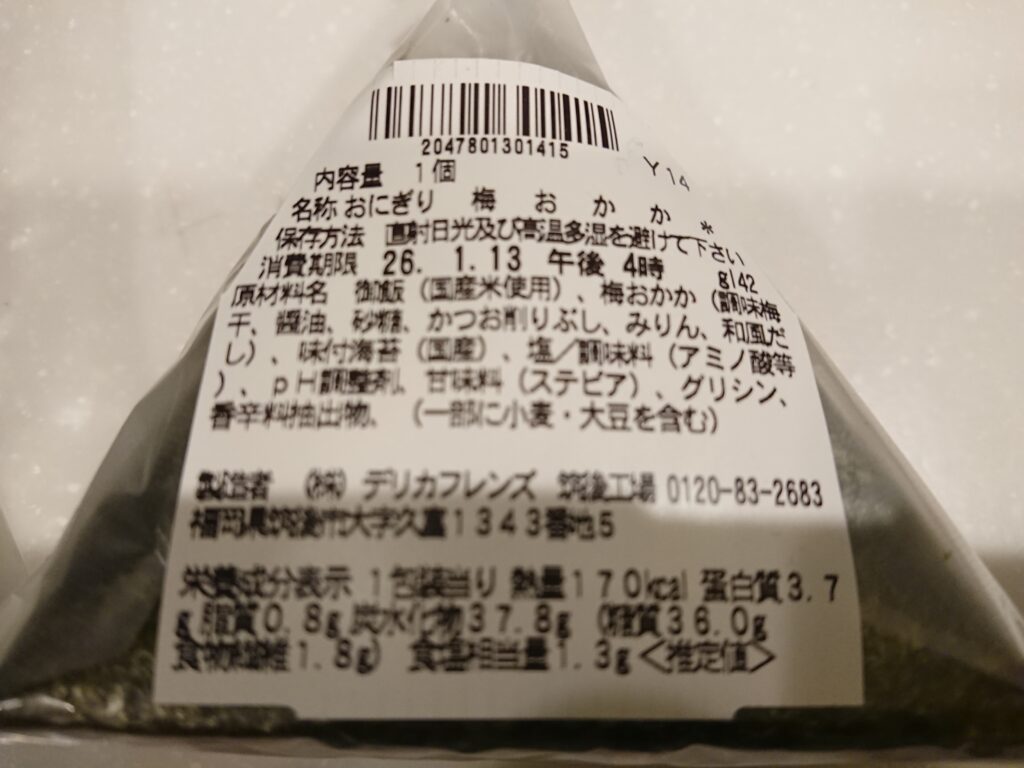 2047801301415
内容量 1個 Y14
名称 おにぎり 梅おかか *
保存方法 直射日光及び高温多湿を避けて下さい
消費期限 26. 1.13 午後 4時 gl42
原材料名 御飯（国産米使用）、梅おかか（調味梅
干、醤油、砂糖、かつお削りぶし、みりん、和風だ
し）、味付海苔（国産）、塩／調味料（アミノ酸等
）、pH調整剤、甘味料（ステビア）、グリシン、
香辛料抽出物、（一部に小麦・大豆を含む）
製造者 （株）デリカフレンズ 筑後工場 0120-83-2683
福岡県筑後市大字久富1343番地5
栄養成分表示 1包装当り 熱量170kcal 蛋白質3.7
g 脂質0.8g 炭水化物37.8g （糖質36.0g
食物繊維1.8g） 食塩相当量1.3g <推定値>